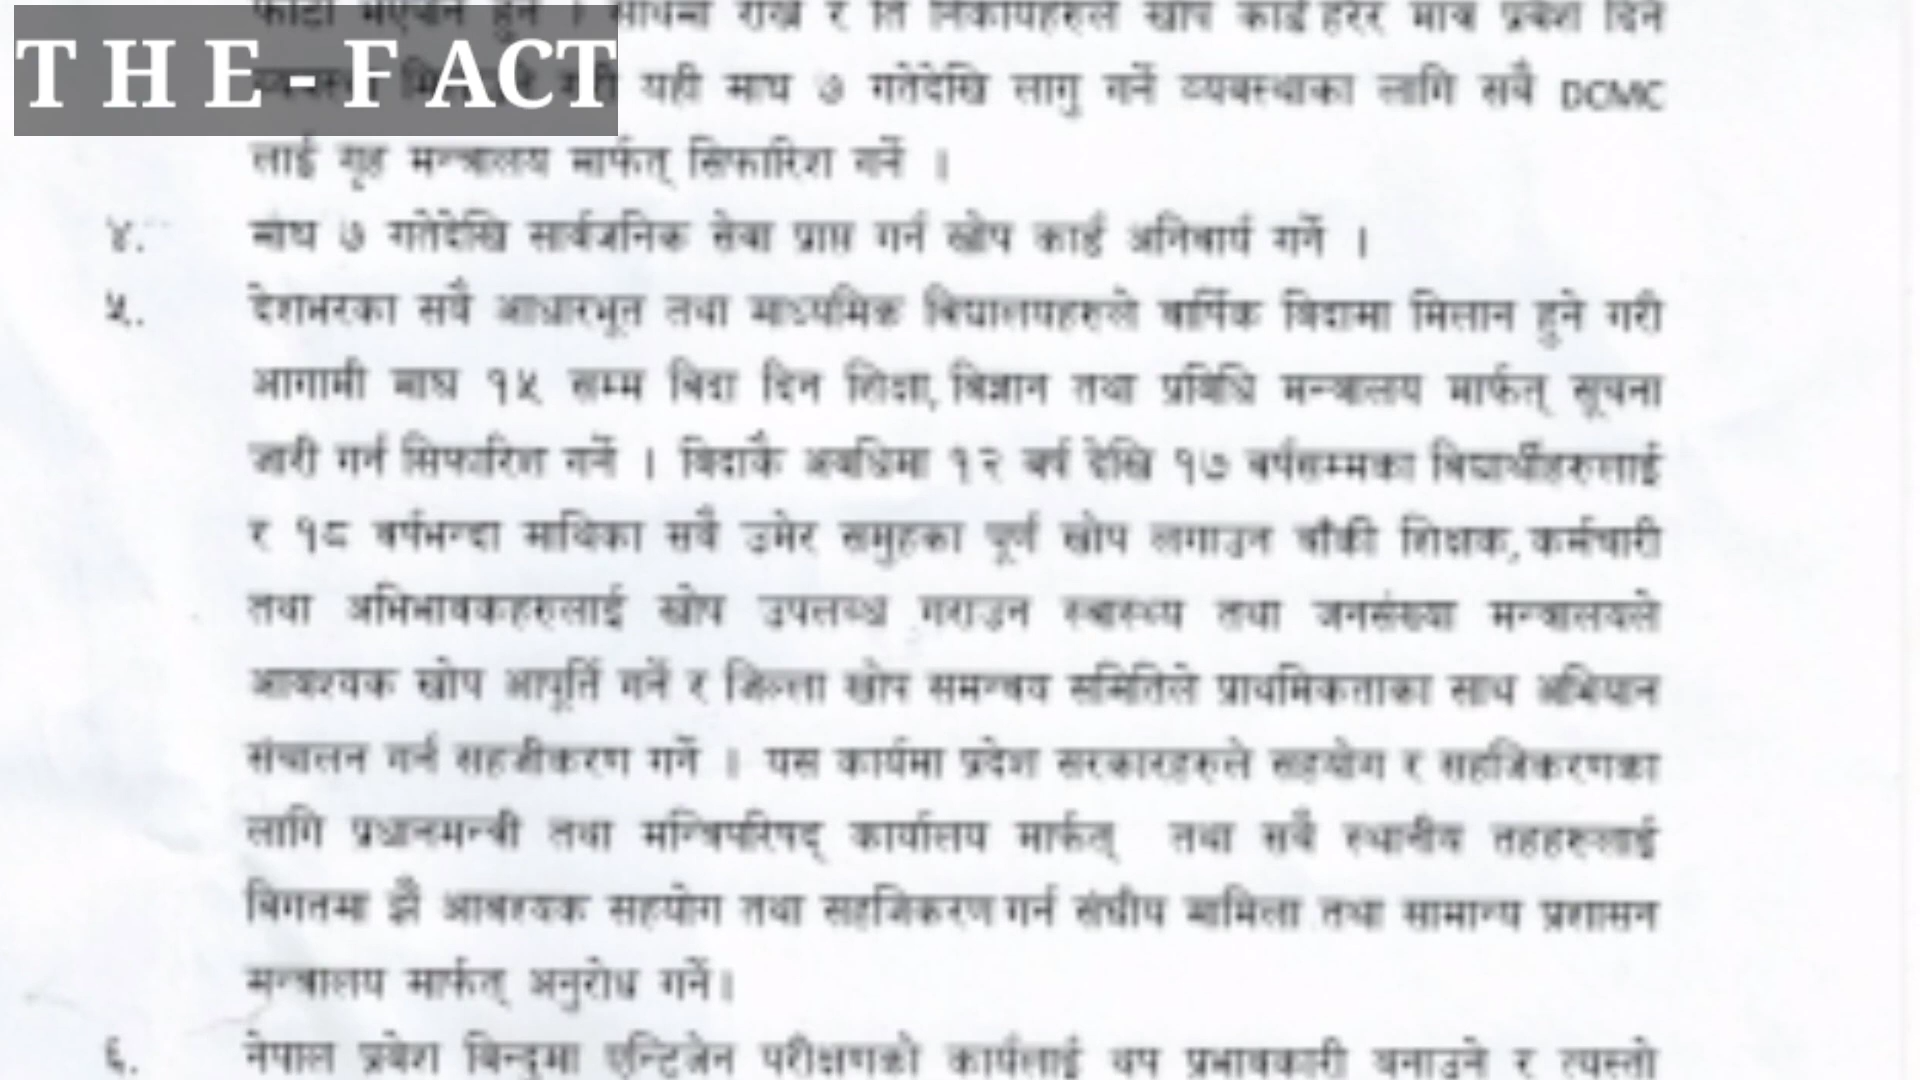 THE-FACT
हुने । साथमा राखि र ति निकायहरुले खोप कार्ड हेरेर मात्र प्रवेश दिने
यही माघ ७ गतेदेखि लागु गर्ने व्यवस्थाका लागि सबै DCMC
लाई गृह मन्त्रालय मार्फत् सिफारिश गर्ने ।
४. माघ ७ गतेदेखि सार्वजनिक सेवा प्राप्त गर्न खोप कार्ड अनिवार्य गर्ने ।
५. देशभरका सबै आधारभूत तथा माध्यमिक बिद्यालयहरुले बार्षिक बिदामा मिलान हुने गरी
आगामी माघ १५ सम्म बिदा दिन शिक्षा, बिज्ञान तथा प्रबिधि मन्त्रालय मार्फत् सूचना
जारी गर्न सिफारिश गर्ने । बिदाकै अवधिमा १२ बर्ष देखि १७ बर्षसम्मका बिद्यार्थीहरुलाई
र १८ बर्षभन्दा माथिका सबै उमेर समुहका पूर्ण खोप लगाउन बाँकी शिक्षक, कर्मचारी
तथा अभिभावकहरुलाई खोप उपलब्ध गराउन स्वास्थ्य तथा जनसंख्या मन्त्रालयले
आवश्यक खोप आपूर्ति गर्ने र जिल्ला खोप समन्वय समितिले प्राथमिकताका साथ अभियान
संचालन गर्न सहजीकरण गर्ने । यस कार्यमा प्रदेश सरकारहरुले सहयोग र सहजिकरणका
लागि प्रधानमन्त्री तथा मन्त्रिपरिषद् कार्यालय मार्फत् तथा सबै स्थानीय तहहरुलाई
बिगतमा झै आवश्यक सहयोग तथा सहजिकरण गर्न संघीय मामिला तथा सामान्य प्रशासन
मन्त्रालय मार्फत् अनुरोध गर्ने।
६. नेपाल प्रवेश बिन्दुमा एन्टिजेन परीक्षणको कार्यलाई थप प्रभावकारी बनाउने र त्यस्तो